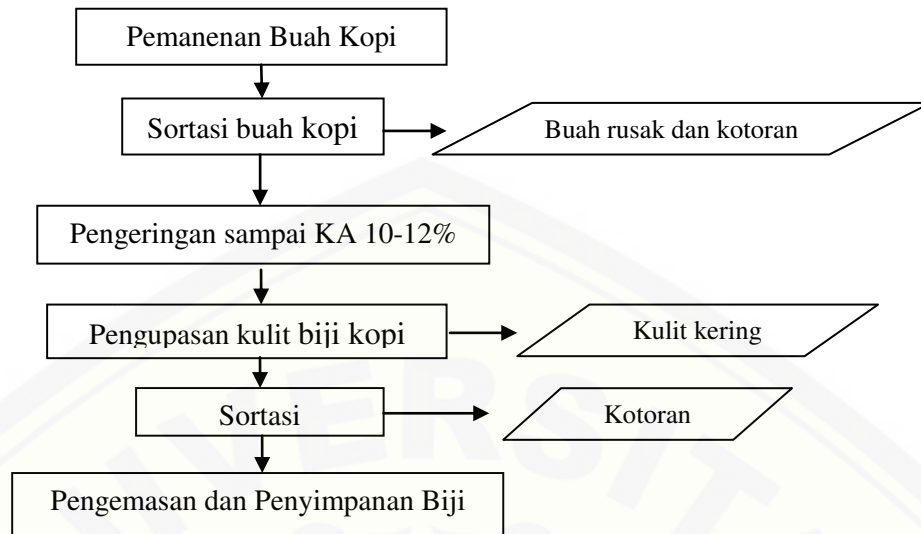 Pemanenan Buah Kopi
Sortasi buah kopi
Buah rusak dan kotoran
Pengeringan sampai KA 10-12%
Pengupasan kulit biji kopi
Kulit kering
Sortasi
Kotoran
Pengemasan dan Penyimpanan Biji